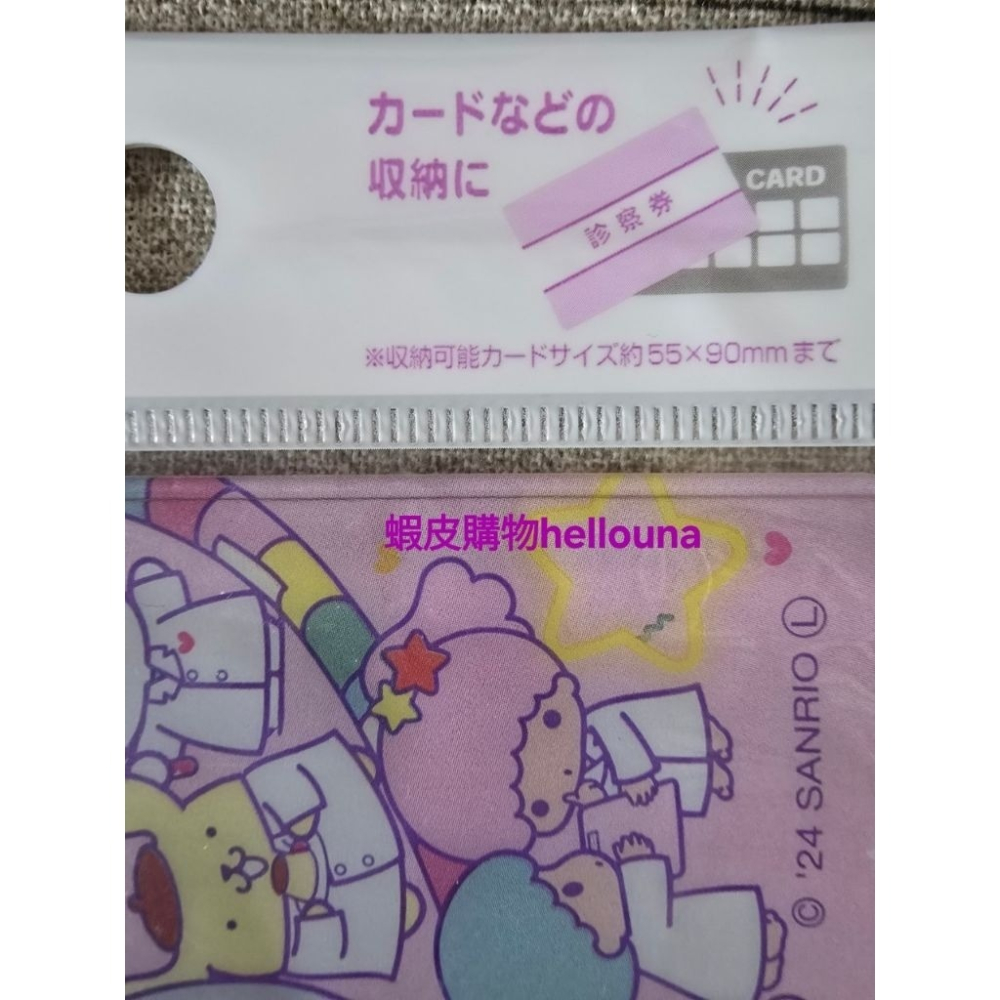 カードなどの
収納に
CARD
診察券
※収納可能カードサイズ約55×90mmまで
蝦皮購物hellouna
© '24 SANRIO Ⓛ